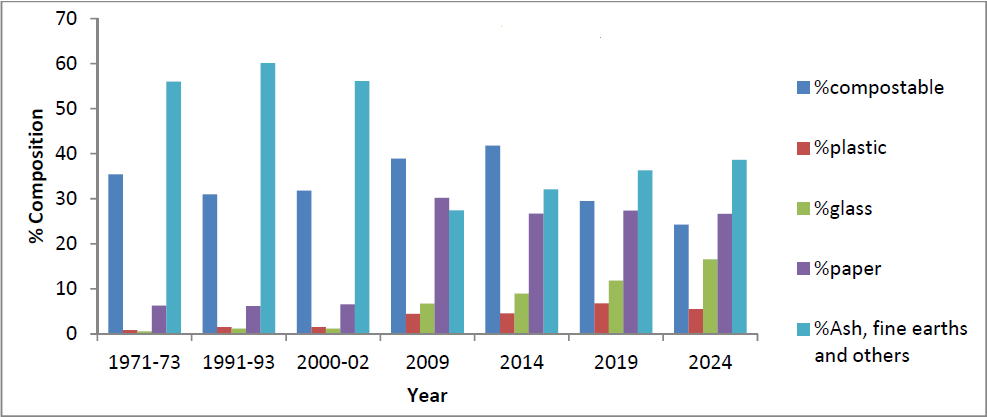 70
60
50
40
30
20
10
0
% Composition
1971-73 1991-93 2000-02 2009 2014 2019 2024
Year
%compostable
%plastic
%glass
%paper
%Ash, fine earths
and others